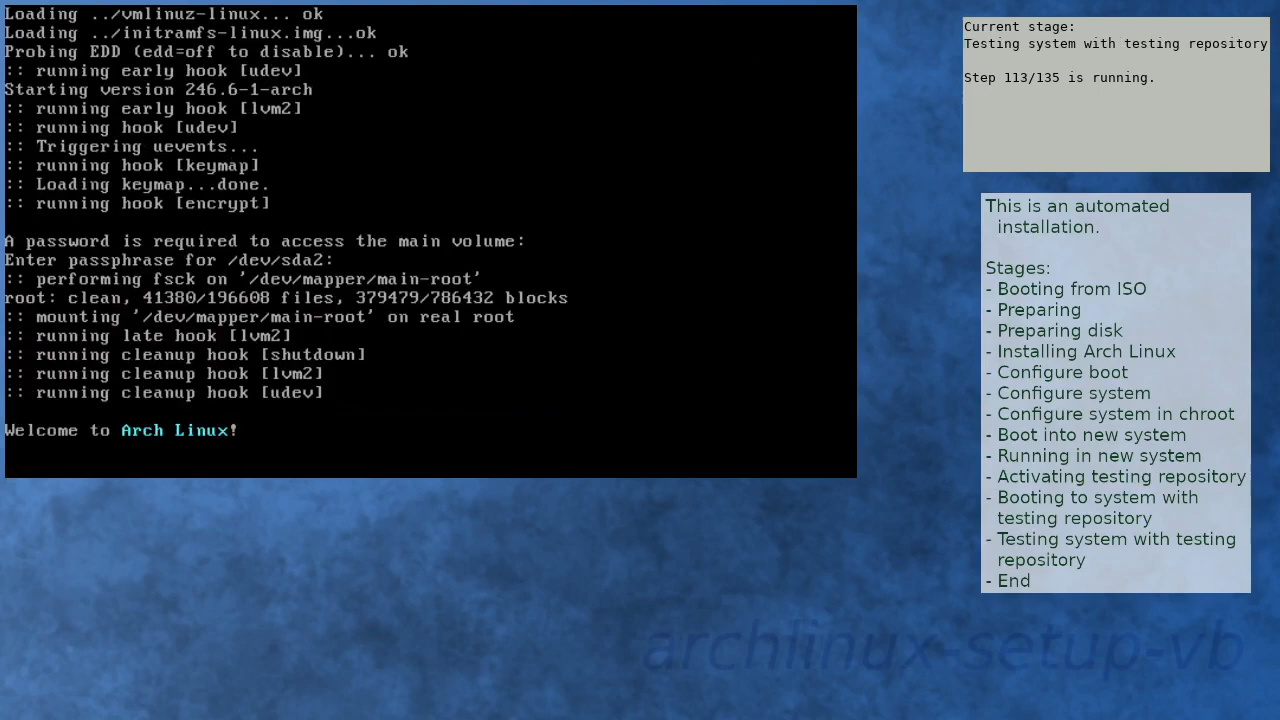 Loading ../vmlinuz-linux... ok
Loading ../initramfs-linux.img...ok
Probing EDD (edd=off to disable)... ok
:: running early hook [udev]
Starting version 246.6-1-arch
:: running early hook [lvm2]
:: running hook [udev]
:: Triggering uevents...
:: running hook [keymap]
:: Loading keymap...done.
:: running hook [encrypt]
A password is required to access the main volume:
Enter passphrase for /dev/sda2:
:: performing fsck on '/dev/mapper/main-root'
root: clean, 41380/196608 files, 379479/786432 blocks
:: mounting '/dev/mapper/main-root' on real root
:: running late hook [lvm2]
:: running cleanup hook [shutdown]
:: running cleanup hook [lvm2]
:: running cleanup hook [udev]
Welcome to Arch Linux!
Current stage:
Testing system with testing repository
Step 113/135 is running.
This is an automated
installation.
Stages:
- Booting from ISO
- Preparing
- Preparing disk
- Installing Arch Linux
- Configure boot
- Configure system
- Configure system in chroot
- Boot into new system
- Running in new system
- Activating testing repository
- Booting to system with
testing repository
- Testing system with testing
repository
- End
archlinux-setup-vb